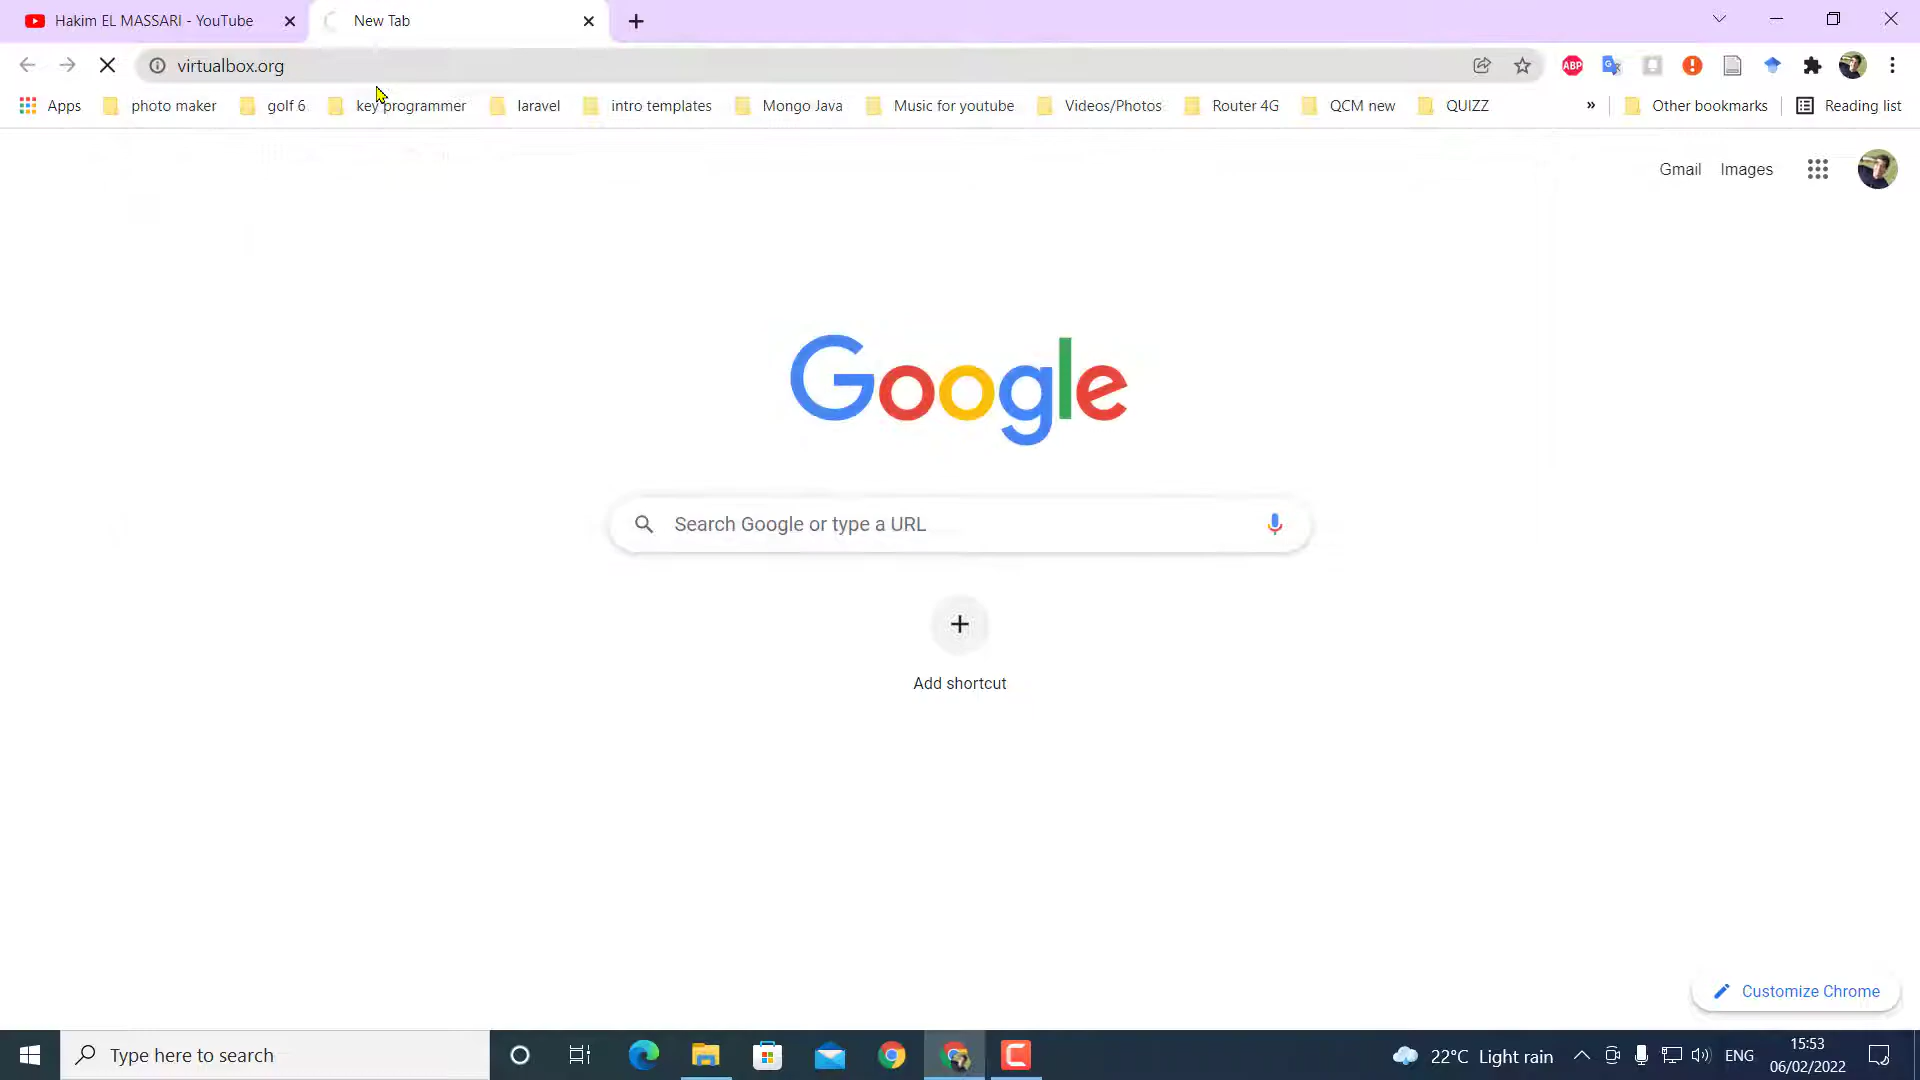 Hakim EL MASSARI - YouTube
New Tab
virtualbox.org
ABP
Apps
photo maker
golf 6
key programmer
laravel
intro templates
Mongo Java
Music for youtube
Videos/Photos
Router 4G
QCM new
QUIZZ
»
Other bookmarks
Reading list
Gmail
Images
Google
Search Google or type a URL
Add shortcut
Customize Chrome
Type here to search
22°C Light rain
ENG
15:53
06/02/2022